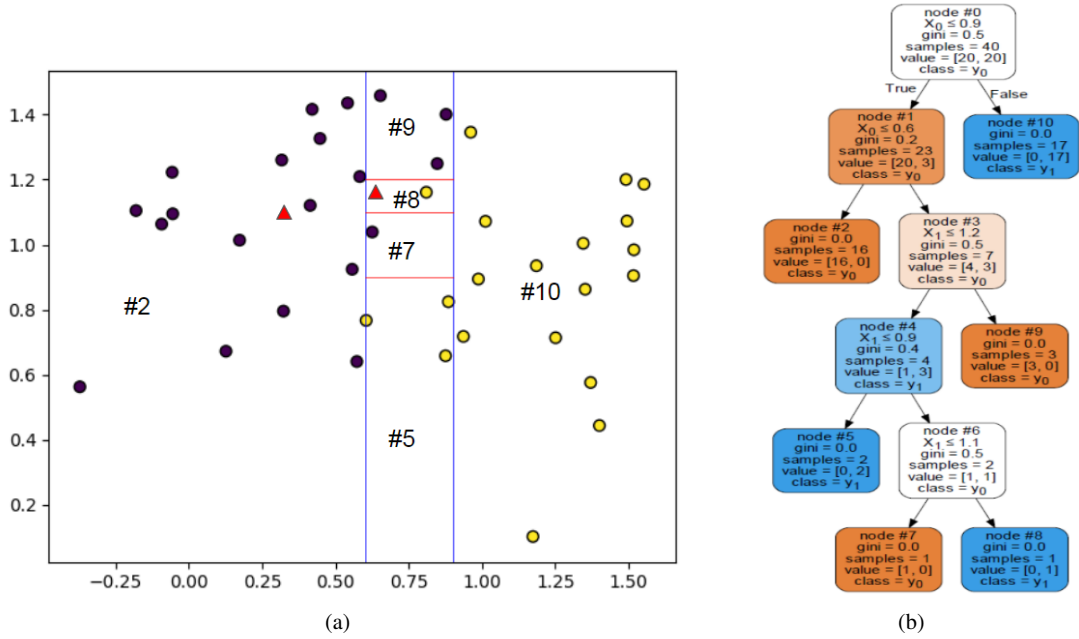 1.4
1.2
1.0
0.8
0.6
0.4
0.2
−0.25
0.00
0.25
0.50
0.75
1.00
1.25
1.50
#9
#8
#7
#2
#10
#5
(a)
node #0
X0 ≤ 0.9
gini = 0.5
samples = 40
value = [20, 20]
class = y0
True
False
node #1
X0 ≤ 0.6
gini = 0.2
samples = 23
value = [20, 3]
class = y0
node #10
gini = 0.0
samples = 17
value = [0, 17]
class = y1
node #2
gini = 0.0
samples = 16
value = [16, 0]
class = y0
node #3
X1 ≤ 1.2
gini = 0.5
samples = 7
value = [4, 3]
class = y0
node #4
X1 ≤ 0.9
gini = 0.4
samples = 4
value = [1, 3]
class = y1
node #9
gini = 0.0
samples = 3
value = [3, 0]
class = y0
node #5
gini = 0.0
samples = 2
value = [0, 2]
class = y1
node #6
X1 ≤ 1.1
gini = 0.5
samples = 2
value = [1, 1]
class = y0
node #7
gini = 0.0
samples = 1
value = [1, 0]
class = y0
node #8
gini = 0.0
samples = 1
value = [0, 1]
class = y1
(b)